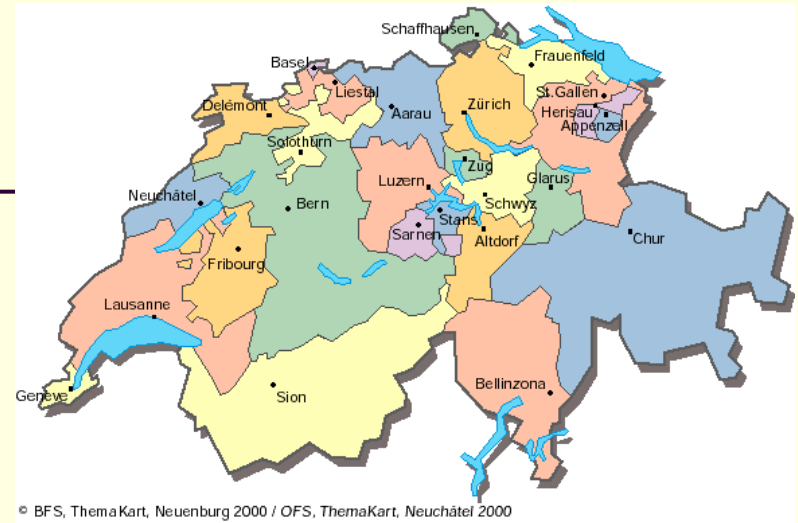 Schaffhausen
Basel
Frauenfeld
Liestal
St.Gallen
Delémont
Zürich
Aarau
Herisau
Appenzell
Solothurn
Zug
Luzern
Glarus
Neuchâtel
Bern
Schwyz
Stans
Sarnen
Altdorf
Chur
Fribourg
Lausanne
Bellinzona
Genève
Sion
© BFS, ThemaKart, Neuenburg 2000 / OFS, ThemaKart, Neuchâtel 2000